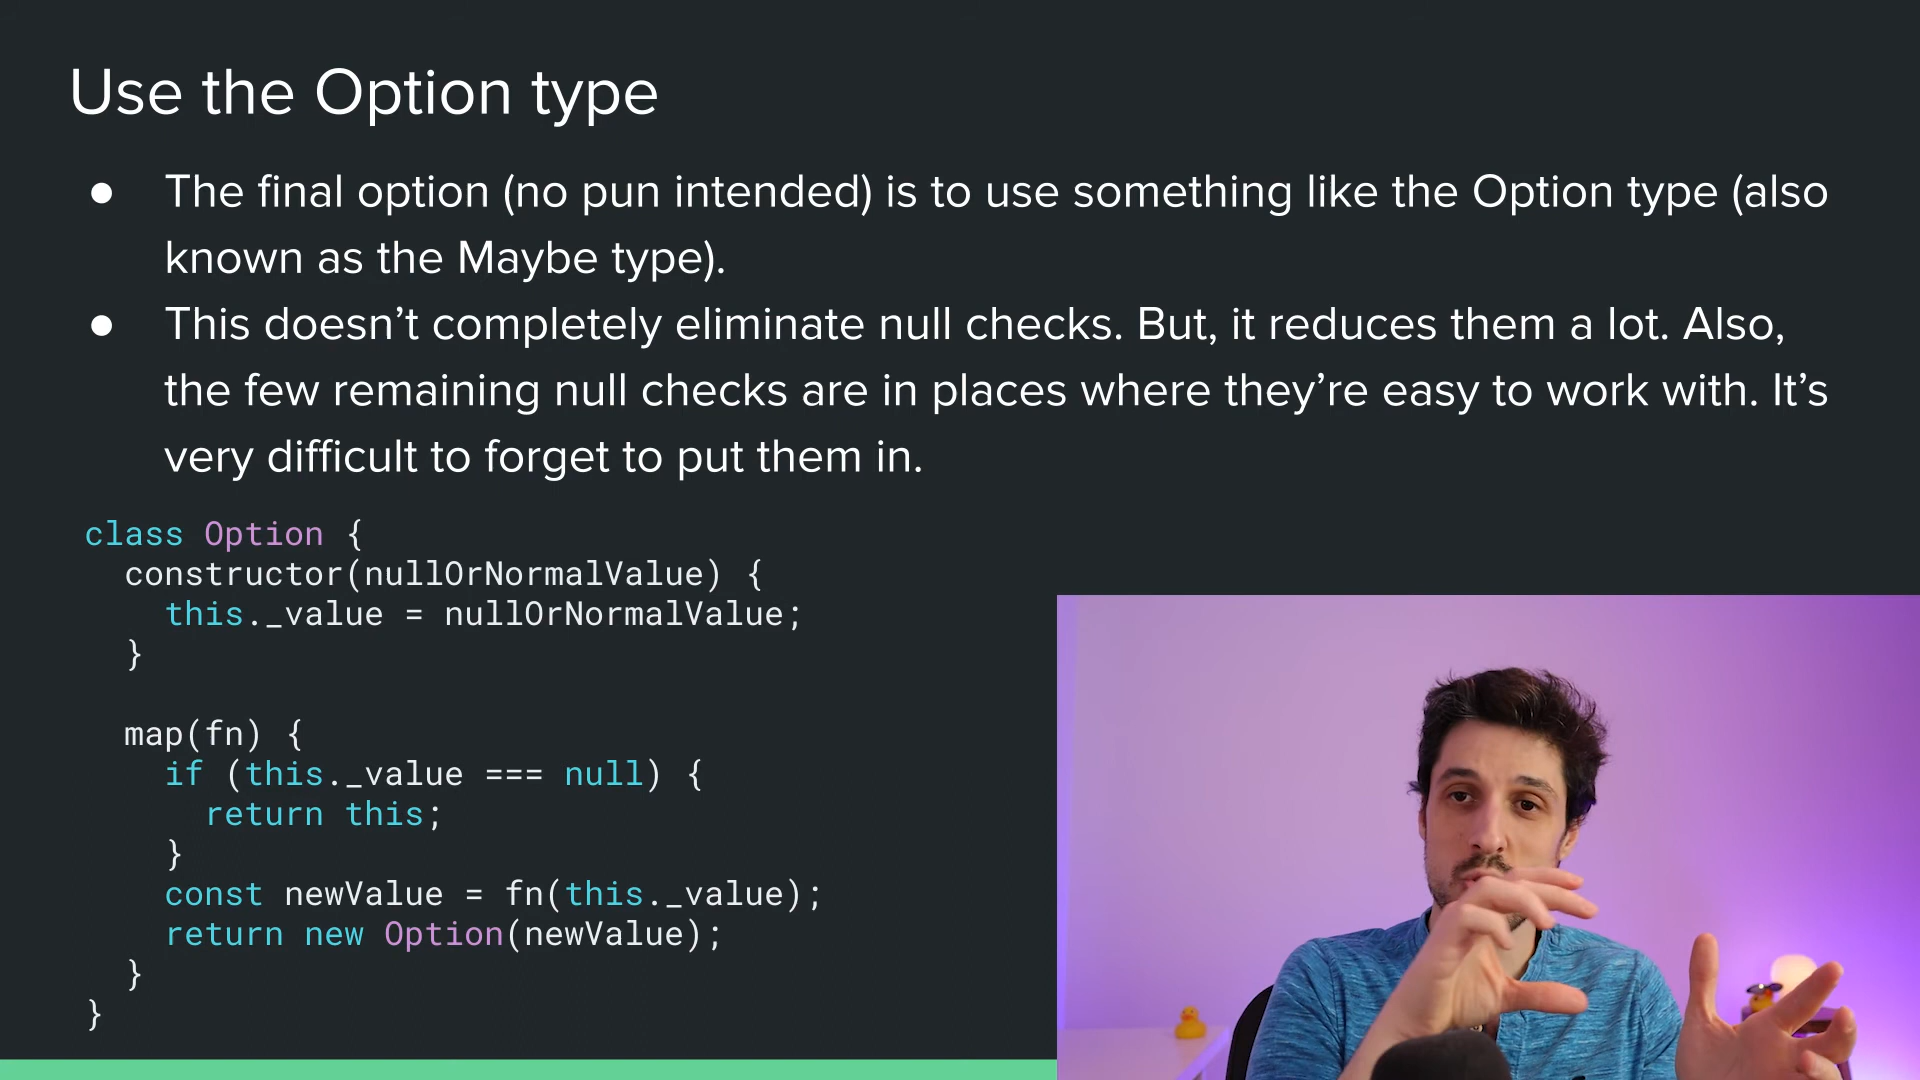 Use the Option type
● The final option (no pun intended) is to use something like the Option type (also
known as the Maybe type).
● This doesn’t completely eliminate null checks. But, it reduces them a lot. Also,
the few remaining null checks are in places where they’re easy to work with. It’s
very difficult to forget to put them in.
class Option {
  constructor(nullOrNormalValue) {
    this._value = nullOrNormalValue;
  }

  map(fn) {
    if (this._value === null) {
      return this;
    }
    const newValue = fn(this._value);
    return new Option(newValue);
  }
}